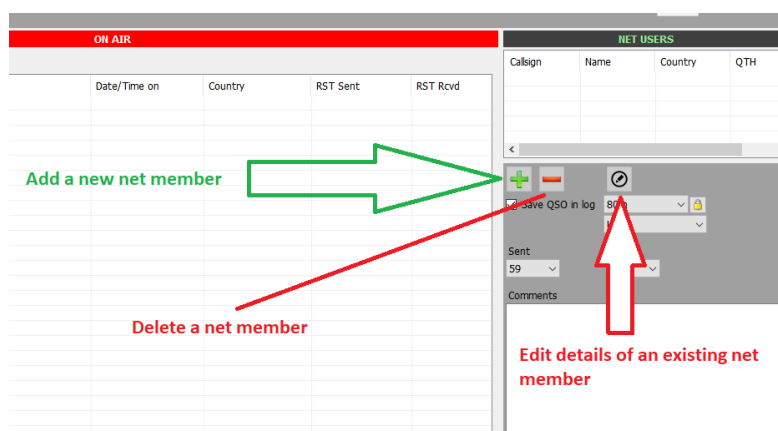 ON AIR
NET USERS
Callsign Name Country QTH
Date/Time on Country RST Sent RST Rcvd
Add a new net member
Save QSO in log
Sent
59
Delete a net member
Comments
Edit details of an existing net
member